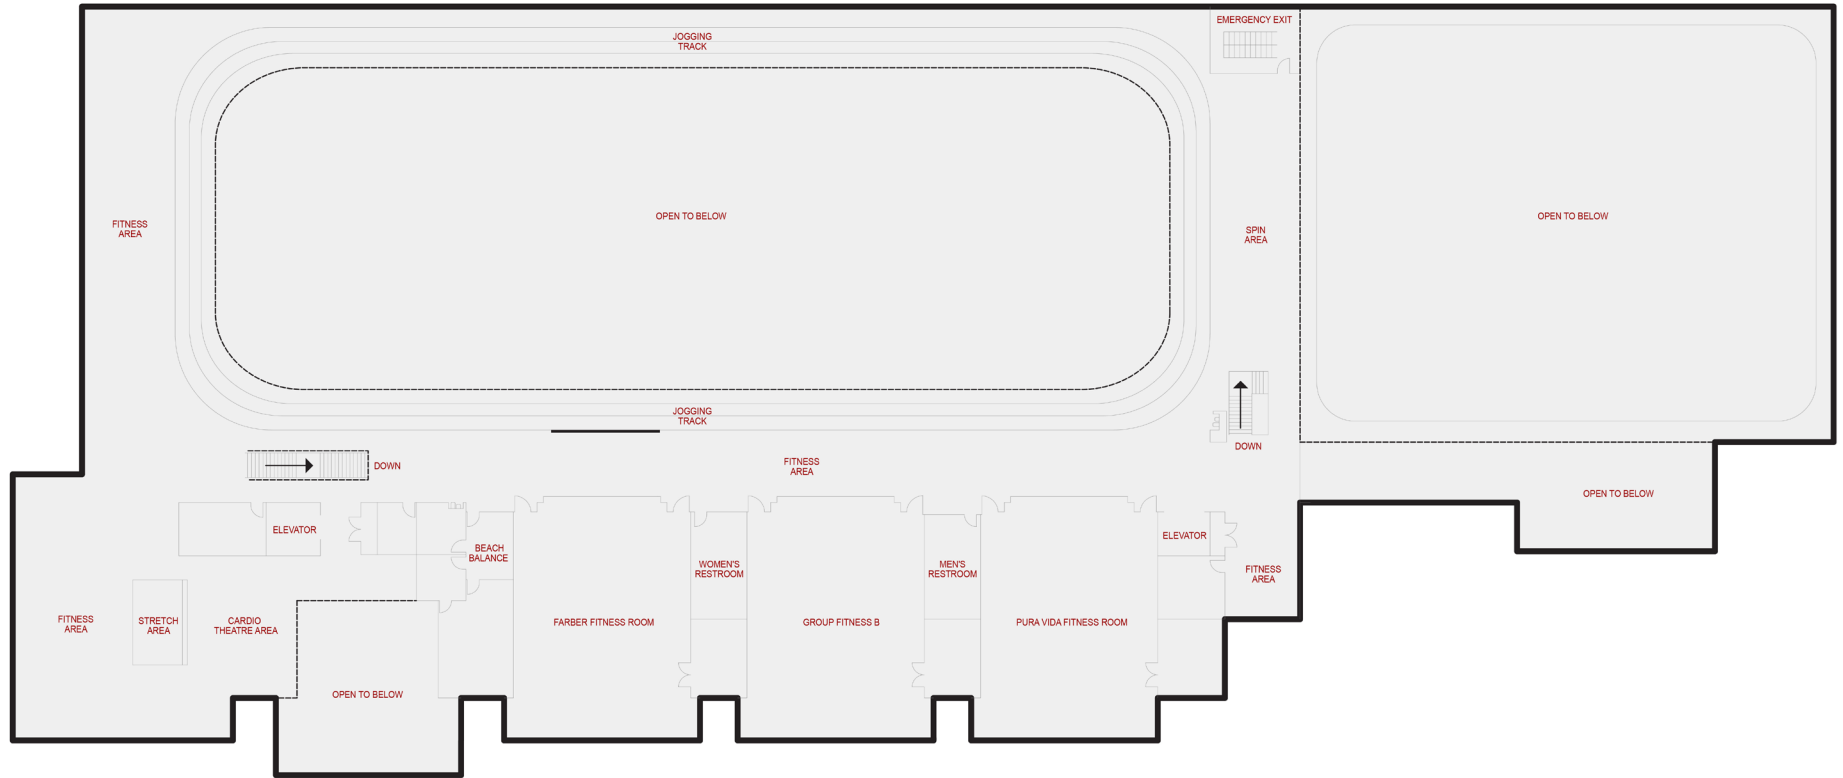 EMERGENCY EXIT
JOGGING
TRACK
OPEN TO BELOW
OPEN TO BELOW
FITNESS
AREA
SPIN
AREA
JOGGING
TRACK
DOWN
DOWN
FITNESS
AREA
OPEN TO BELOW
ELEVATOR
BEACH
BALANCE
WOMEN'S
RESTROOM
MEN'S
RESTROOM
ELEVATOR
FITNESS
AREA
FITNESS
AREA
STRETCH
AREA
CARDIO
THEATRE AREA
FARBER FITNESS ROOM
GROUP FITNESS B
PURA VIDA FITNESS ROOM
OPEN TO BELOW